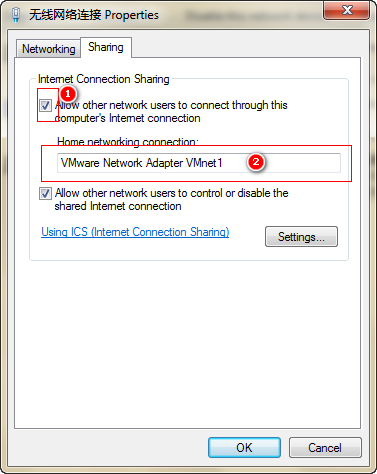 无线网络连接 Properties
Networking
Sharing
Internet Connection Sharing
1
Allow other network users to connect through this
computer's Internet connection
Home networking connection:
VMware Network Adapter VMnet1
2
Allow other network users to control or disable the
shared Internet connection
Using ICS (Internet Connection Sharing)
Settings...
OK
Cancel